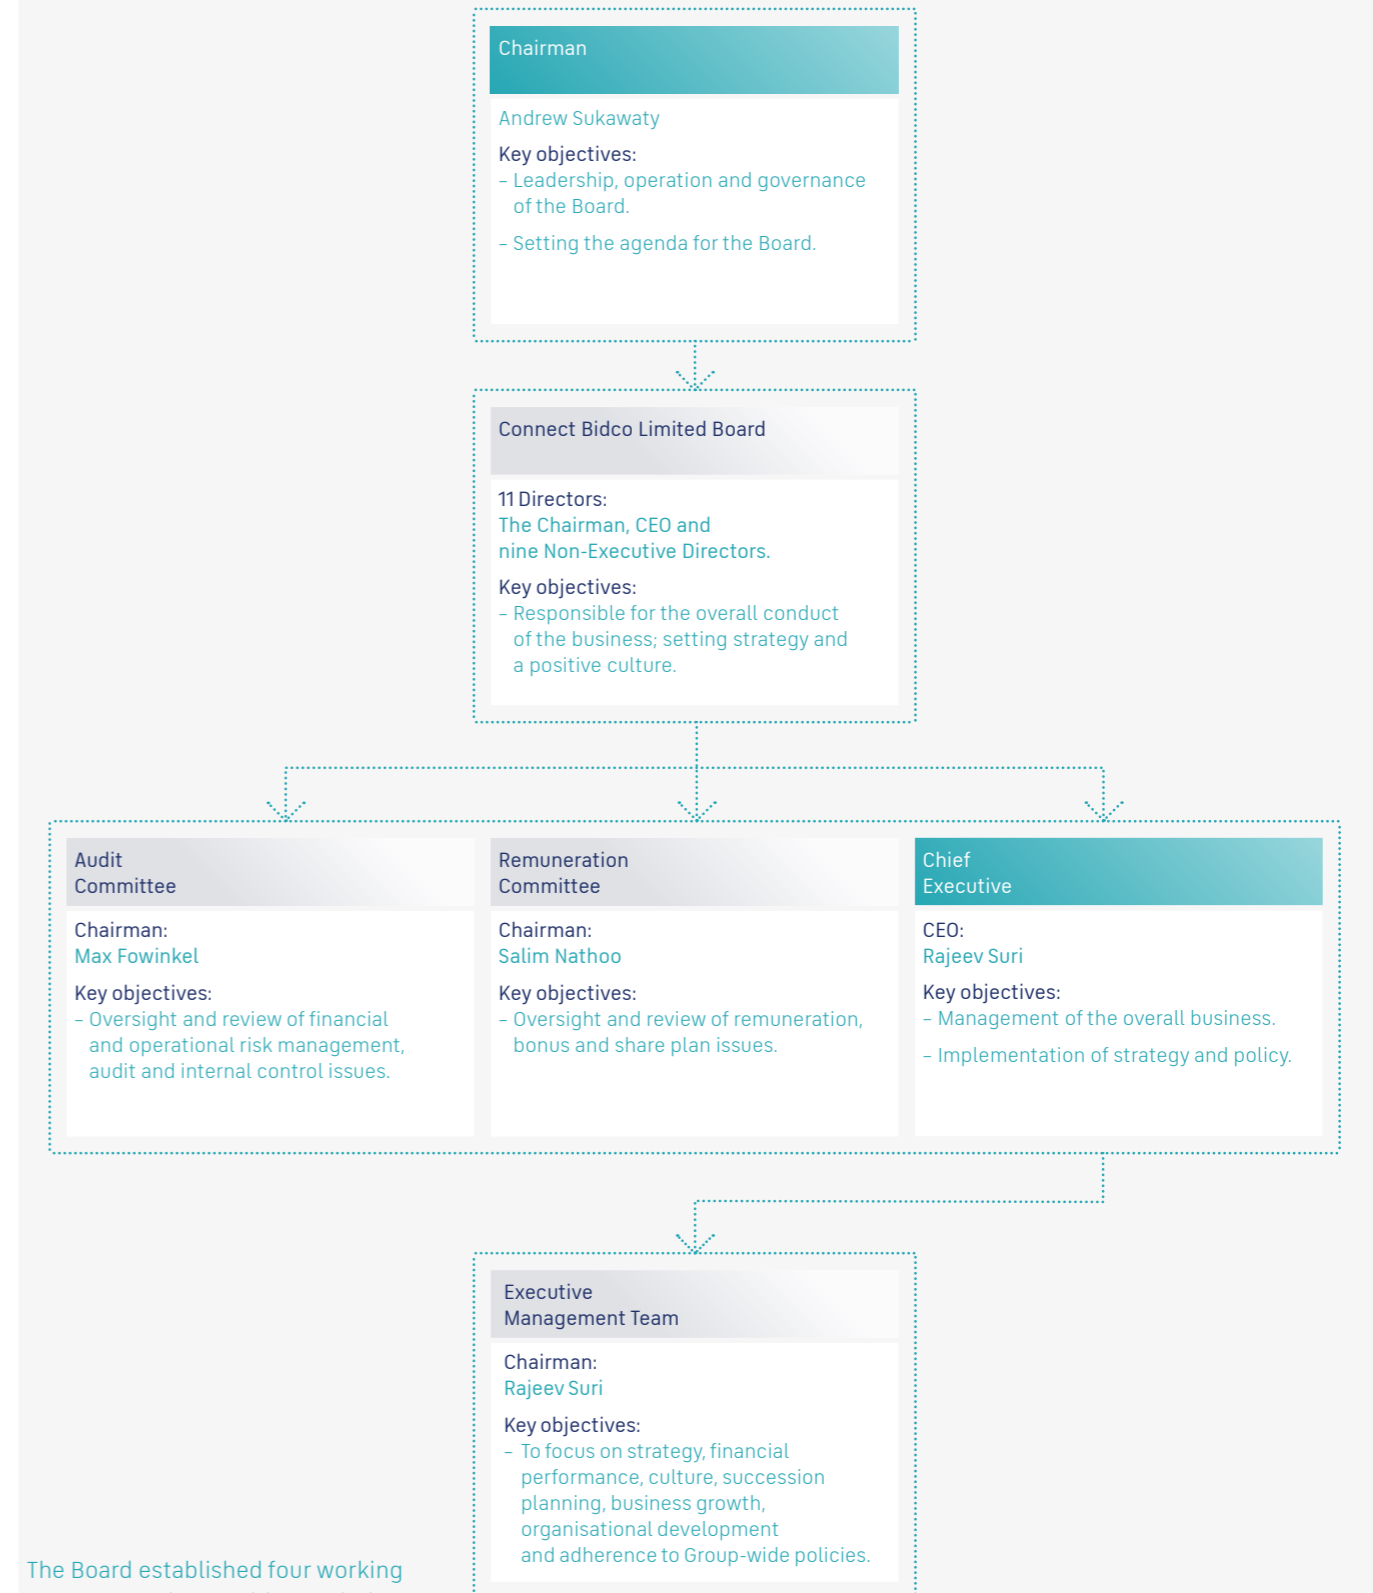 Chairman
Andrew Sukawaty
Key objectives:
– Leadership, operation and governance
of the Board.
– Setting the agenda for the Board.
Connect Bidco Limited Board
11 Directors:
The Chairman, CEO and
nine Non-Executive Directors.
Key objectives:
– Responsible for the overall conduct
of the business; setting strategy and
a positive culture.
Audit
Committee
Chairman:
Max Fowinkel
Key objectives:
– Oversight and review of financial
and operational risk management,
audit and internal control issues.
Remuneration
Committee
Chairman:
Salim Nathoo
Key objectives:
– Oversight and review of remuneration,
bonus and share plan issues.
Chief
Executive
CEO:
Rajeev Suri
Key objectives:
– Management of the overall business.
– Implementation of strategy and policy.
Executive
Management Team
Chairman:
Rajeev Suri
Key objectives:
– To focus on strategy, financial
performance, culture, succession
planning, business growth,
organisational development
and adherence to Group-wide policies.
The Board established four working